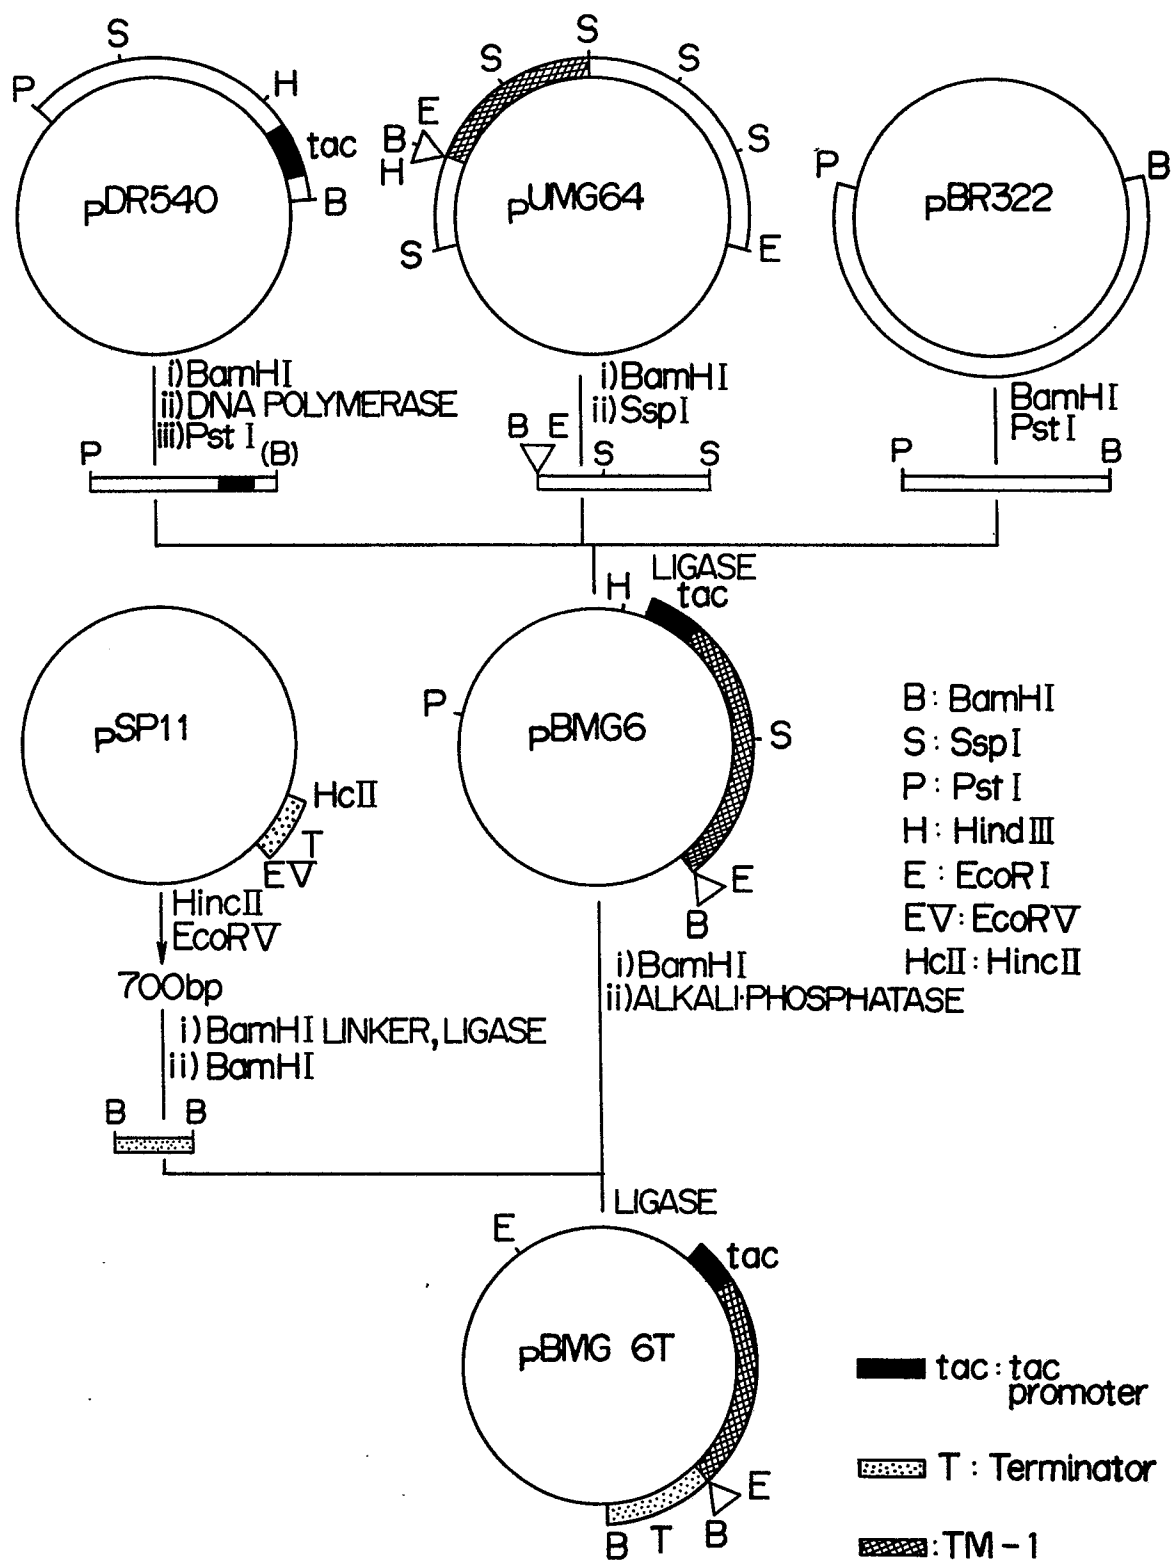 S
P
H
tac
B
pDR540
S
S
S
E
B
H
S
S
E
pUMG64
P
B
pBR322
i)BamHI
ii)DNA POLYMERASE
iii)PstI
P
(B)
i)BamHI
ii)SspI
B E
S
S
BamHI
PstI
P
B
LIGASE
pSP11
HcII
T
EV
HincII
EcoRV
700bp
i)BamHI LINKER, LIGASE
ii)BamHI
B B
H
tac
P
pBMG6
S
E
B
i)BamHI
ii)ALKALI·PHOSPHATASE
B: BamHI
S: SspI
P: PstI
H: HindIII
E: EcoRI
EV: EcoRV
HcII: HincII
LIGASE
E
tac
pBMG 6T
E
B T B
tac: tac
promoter
T: Terminator
:TM-1